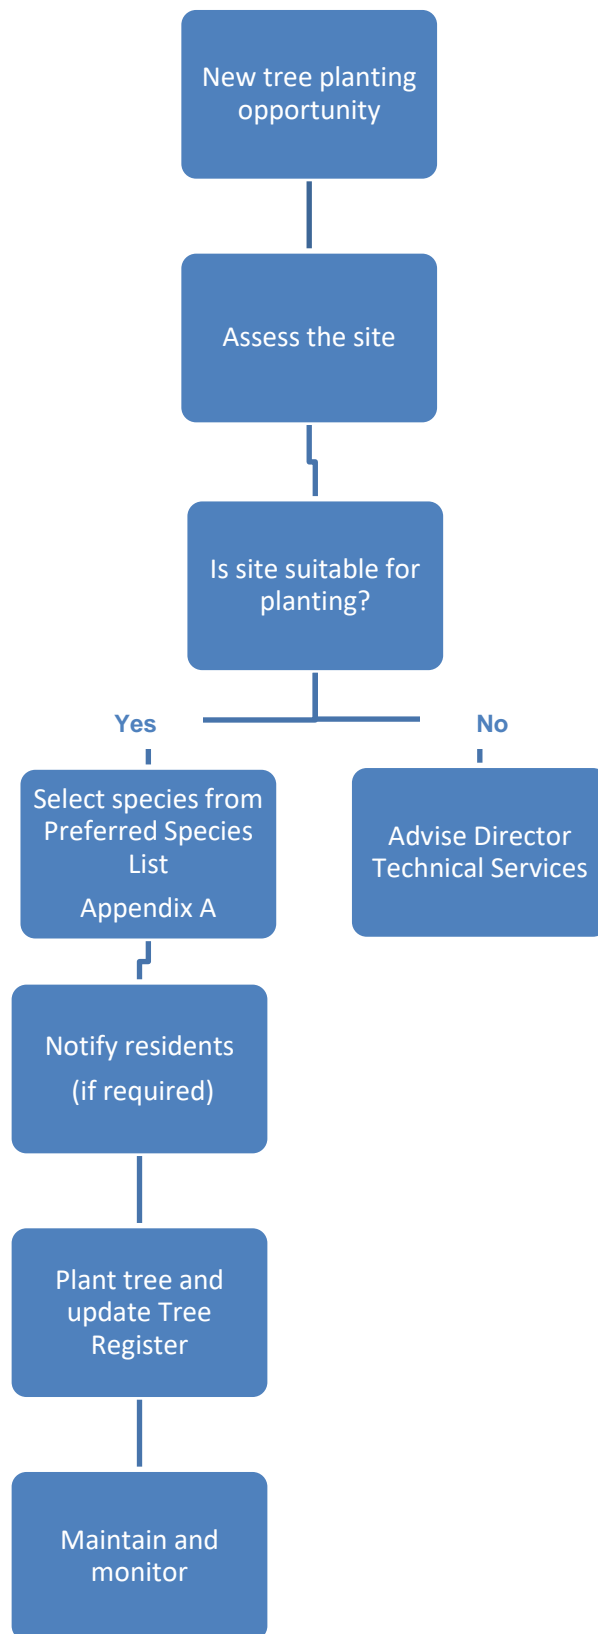 New tree planting
opportunity
Assess the site
Is site suitable for
planting?
Yes
No
Select species from
Preferred Species
List
Appendix A
Advise Director
Technical Services
Notify residents
(if required)
Plant tree and
update Tree
Register
Maintain and
monitor